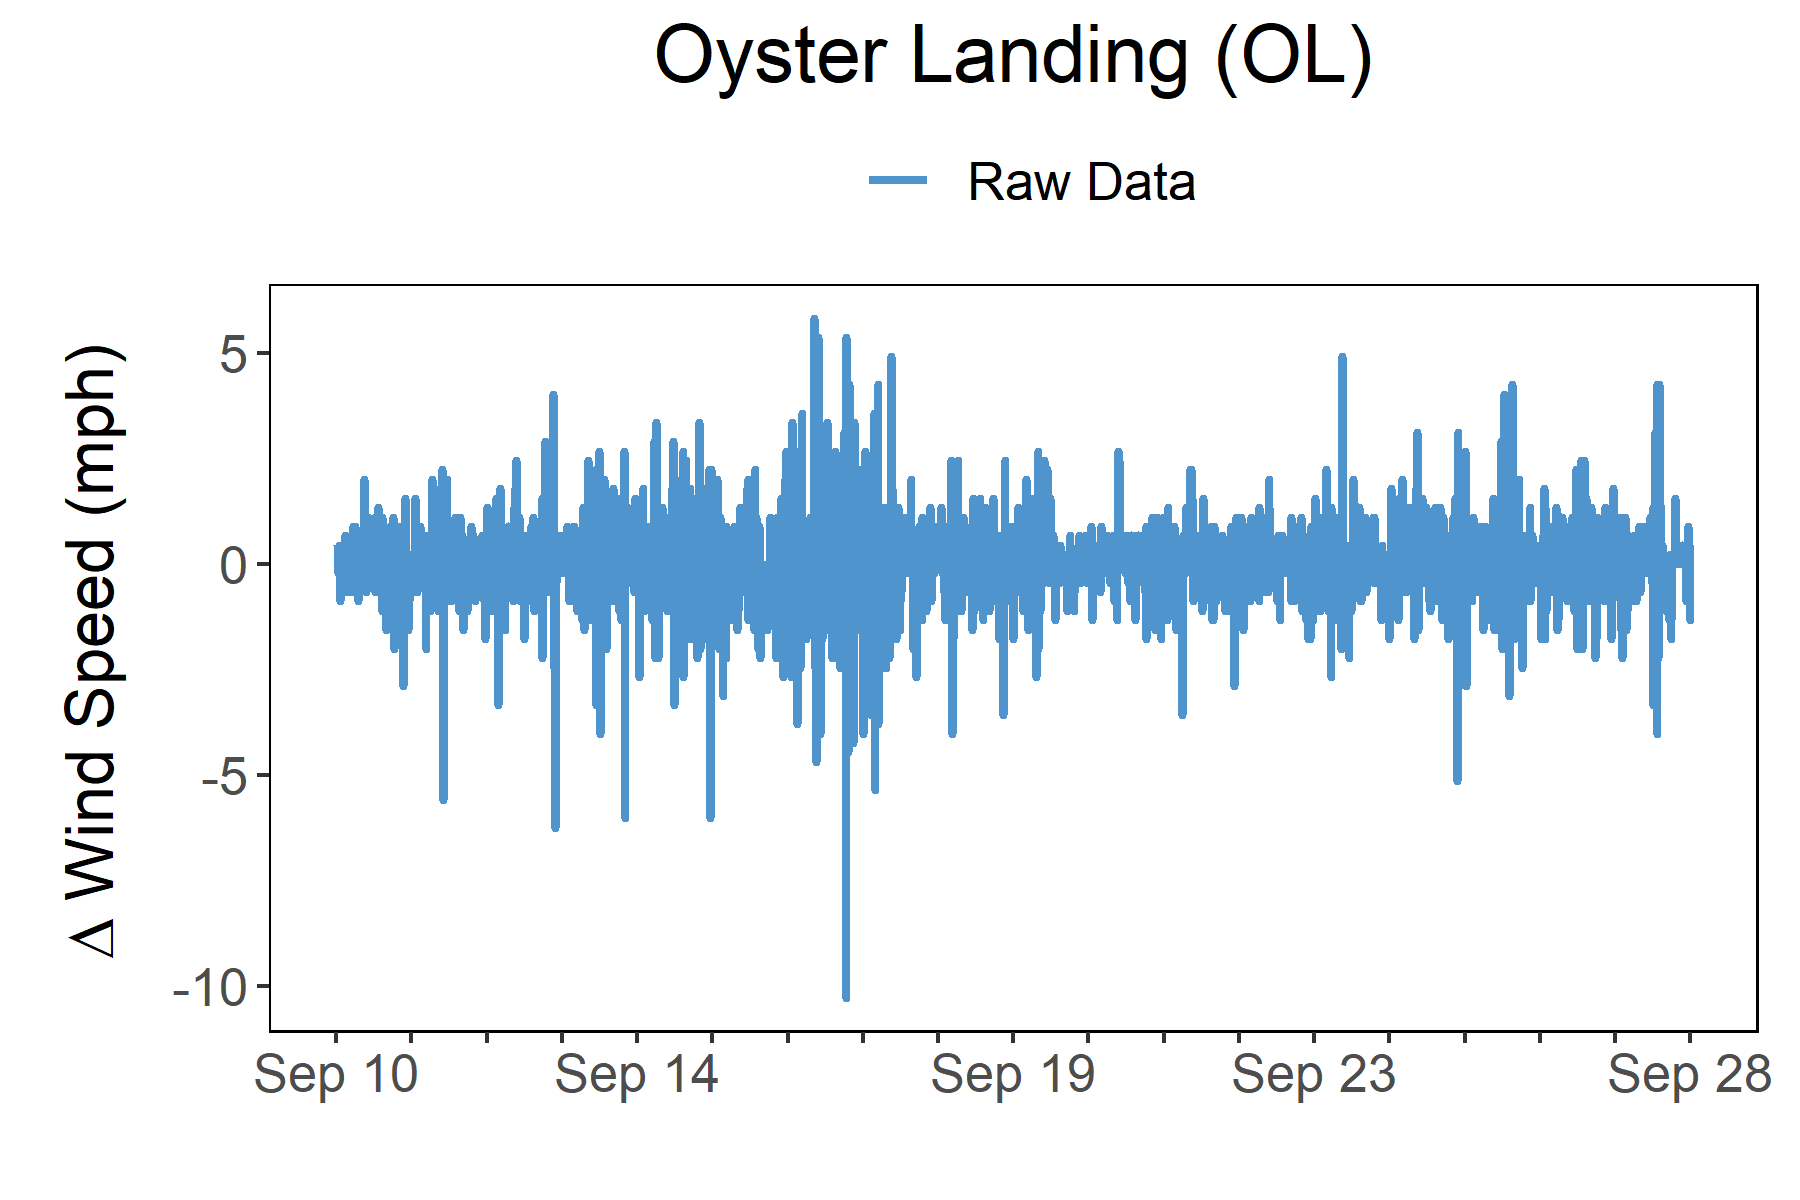 Oyster Landing (OL)
Raw Data
Δ Wind Speed (mph)
5
0
-5
-10
Sep 10 Sep 14 Sep 19 Sep 23 Sep 28